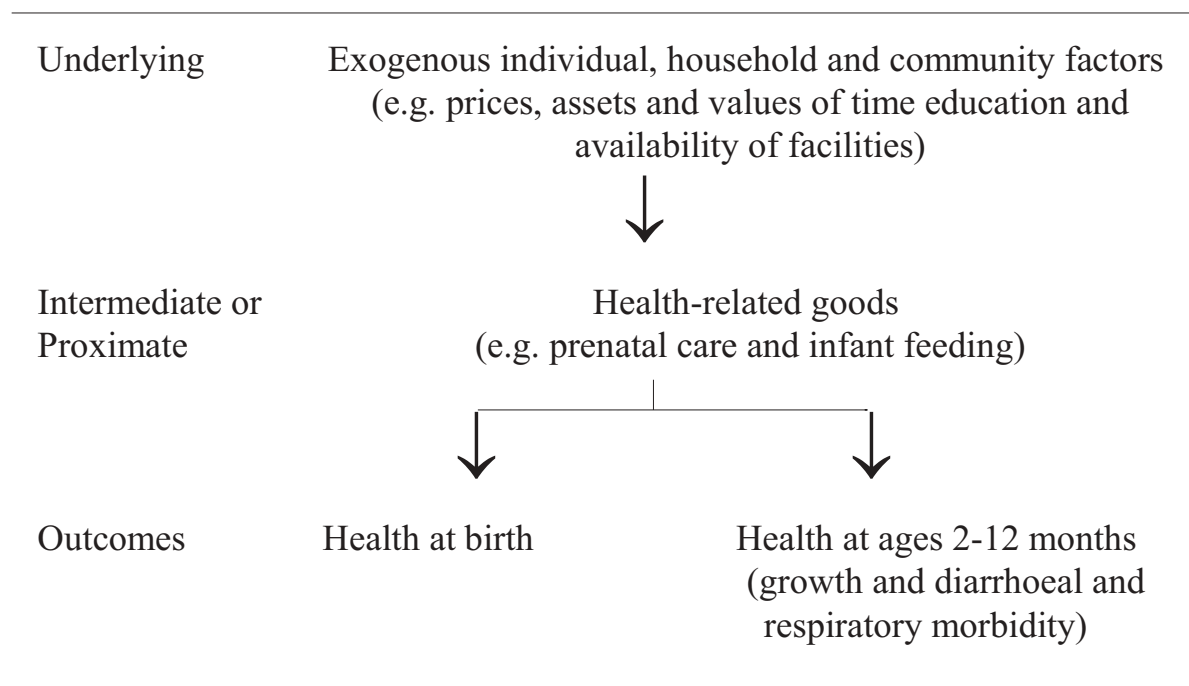 Underlying
Exogenous individual, household and community factors
(e.g. prices, assets and values of time education and
availability of facilities)
Intermediate or
Proximate
Health-related goods
(e.g. prenatal care and infant feeding)
Outcomes
Health at birth
Health at ages 2-12 months
(growth and diarrhoeal and
respiratory morbidity)